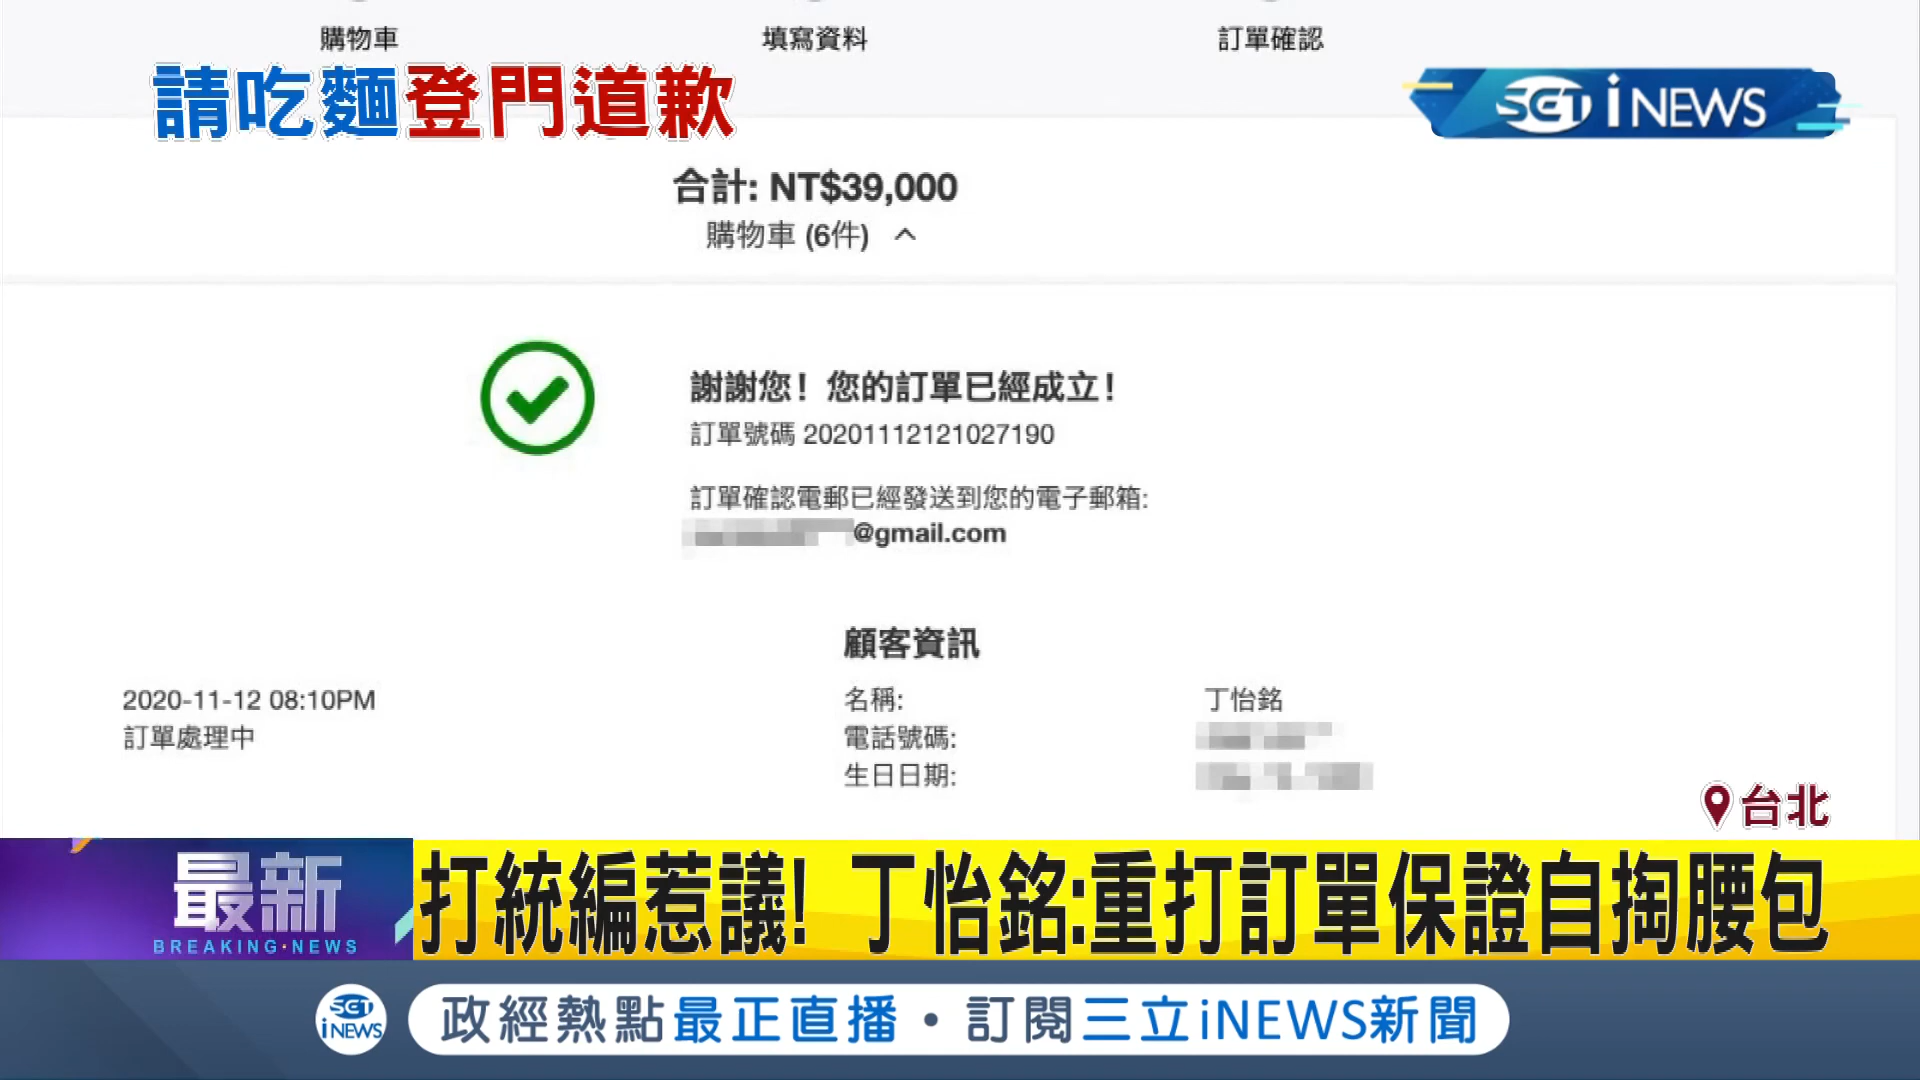 購物車
填寫資料
訂單確認
請吃麵登門道歉
SET iNEWS
合計: NT$39,000
購物車 (6件)
謝謝您！您的訂單已經成立！
訂單號碼 20201112121027190
訂單確認電郵已經發送到您的電子郵箱:
@gmail.com
顧客資訊
2020-11-12 08:10PM
訂單處理中
名稱: 丁怡銘
電話號碼:
生日日期:
台北
最新
BREAKING·NEWS
打統編惹議! 丁怡銘:重打訂單保證自掏腰包
SET iNEWS
政經熱點最正直播・訂閱三立iNEWS新聞